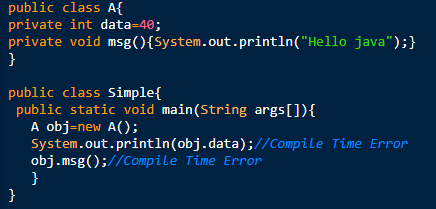 public class A{
private int data=40;
private void msg(){System.out.println("Hello java");}
}

public class Simple{
 public static void main(String args[]){
   A obj=new A();
   System.out.println(obj.data);//Compile Time Error
   obj.msg();//Compile Time Error
   }
}